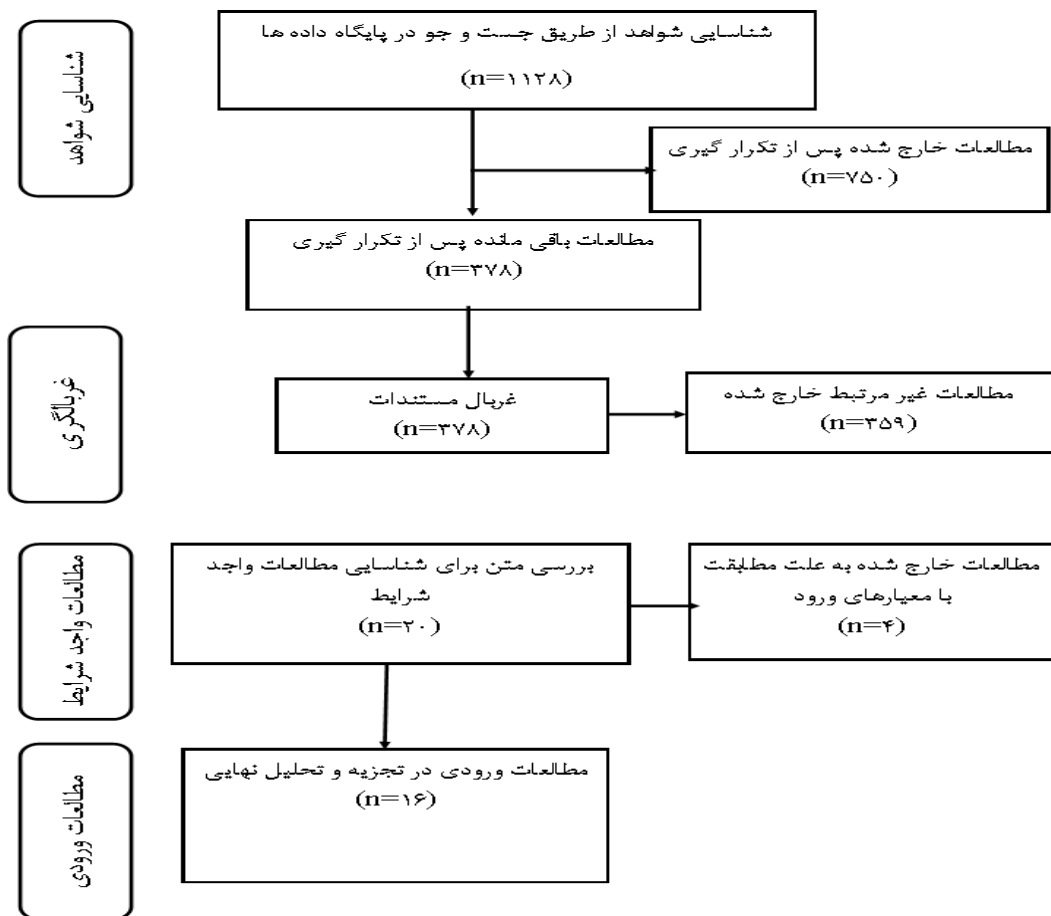 شناسایی شواهد
شناسایی شواهد از طریق جست و جو در پایگاه داده ها
(n=۱۱۲۸)
مطالعات خارج شده پس از تکرار گیری
(n=۷۵۰)
مطالعات باقی مانده پس از تکرار گیری
(n=۳۷۸)
غربالگری
غربال مستندات
(n=۳۷۸)
مطالعات غیر مرتبط خارج شده
(n=۳۵۹)
مطالعات واجد شرایط
بررسی متن برای شناسایی مطالعات واجد
شرایط
(n=۲۰)
مطالعات خارج شده به علت مطابقت
با معیارهای ورود
(n=۴)
مطالعات ورودی
مطالعات ورودی در تجزیه و تحلیل نهایی
(n=۱۶)